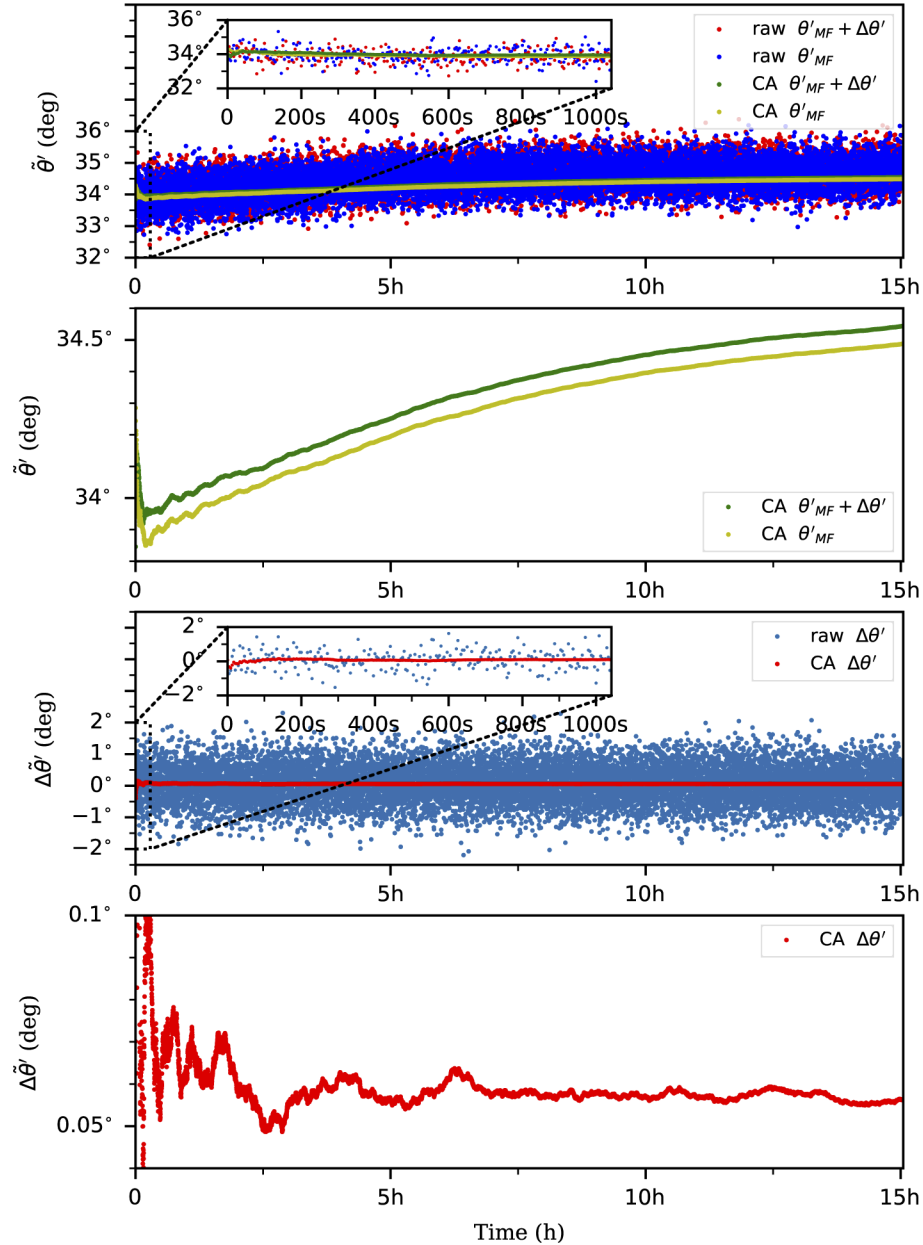 36°
34°
32°
0 200s 400s 600s 800s 1000s
raw θ′MF + Δθ′
raw θ′MF
CA θ′MF + Δθ′
CA θ′MF
θ̃′ (deg)
36°
35°
34°
33°
32°
0 5h 10h 15h
θ̃′ (deg)
34.5°
34°
CA θ′MF + Δθ′
CA θ′MF
0 5h 10h 15h
2°
0°
−2°
0 200s 400s 600s 800s 1000s
raw Δθ′
CA Δθ′
Δθ̃′ (deg)
2°
1°
0°
−1°
−2°
0 5h 10h 15h
Δθ̃′ (deg)
0.1°
0.05°
CA Δθ′
0 5h 10h 15h
Time (h)